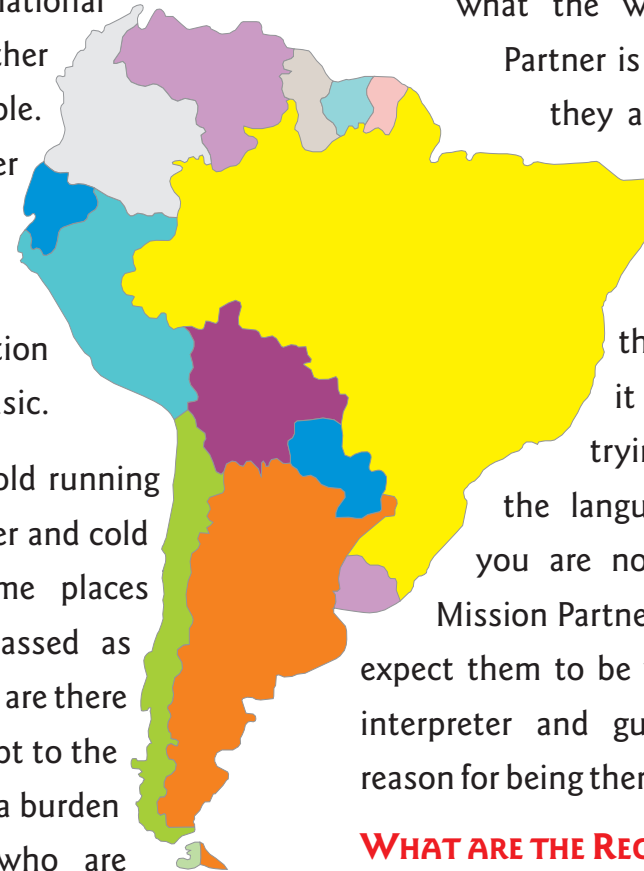 national
ther
ple.
er
tion
sic.
old running
er and cold
me places
assed as
are there
pt to the
a burden
who are
what the w
Partner is
they a
th
it
tryin
the langu
you are no
Mission Partne
expect them to be
interpreter and gu
reason for being ther
WHAT ARE THE REC